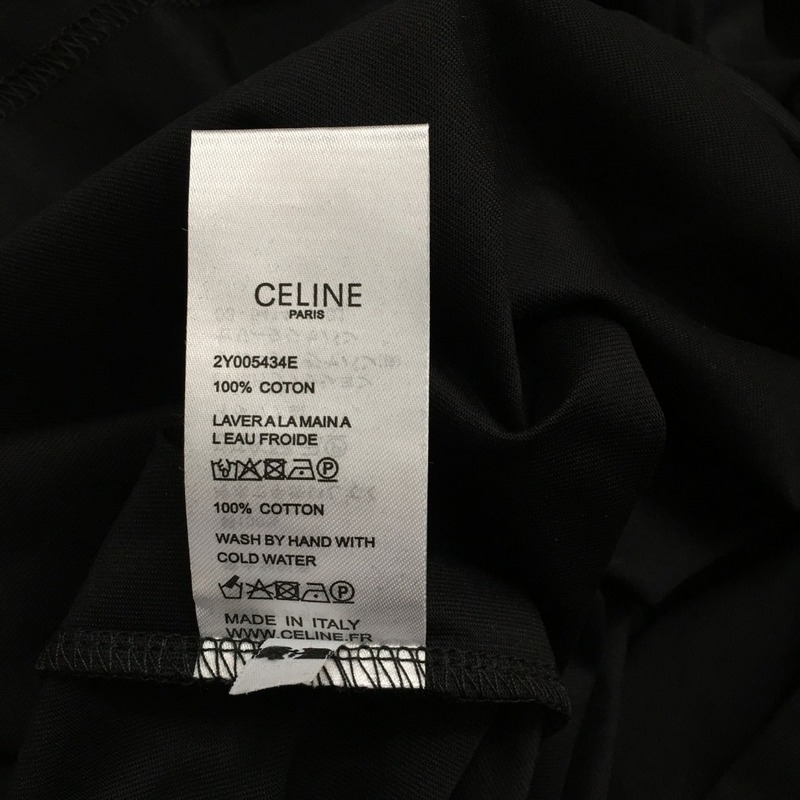 CELINE
PARIS
2Y005434E
100% COTON
LAVER A LA MAIN A
L EAU FROIDE
P
100% COTTON
WASH BY HAND WITH
COLD WATER
P
MADE IN ITALY
WWW.CELINE.FR